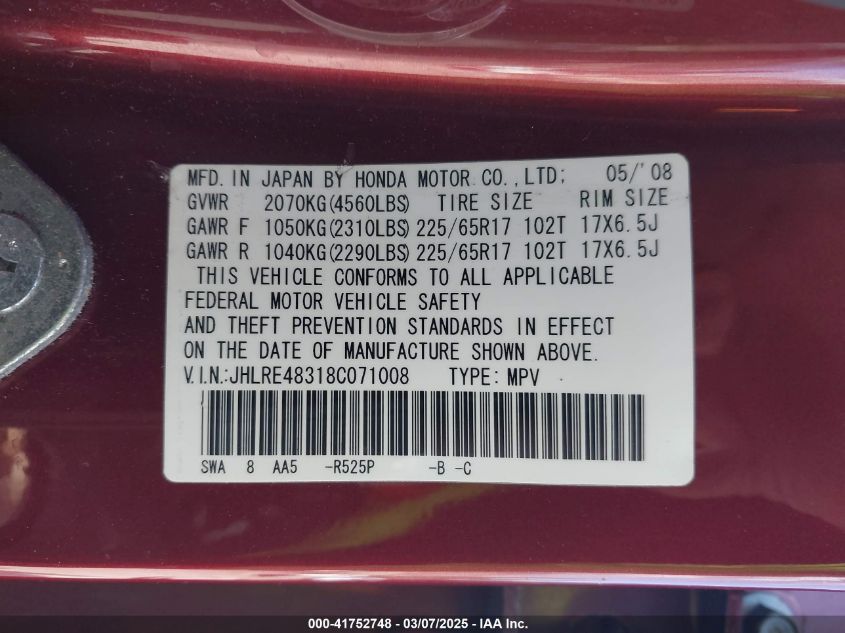 MFD. IN JAPAN BY HONDA MOTOR CO.,LTD; 05/'08
GVWR 2070KG(4560LBS) TIRE SIZE RIM SIZE
GAWR F 1050KG(2310LBS) 225/65R17 102T 17X6.5J
GAWR R 1040KG(2290LBS) 225/65R17 102T 17X6.5J
THIS VEHICLE CONFORMS TO ALL APPLICABLE
FEDERAL MOTOR VEHICLE SAFETY
AND THEFT PREVENTION STANDARDS IN EFFECT
ON THE DATE OF MANUFACTURE SHOWN ABOVE.
V.I.N.:JHLRE48318C071008 TYPE: MPV
SWA 8 AA5 -R525P -B -C
000-41752748 - 03/07/2025 - IAA Inc.